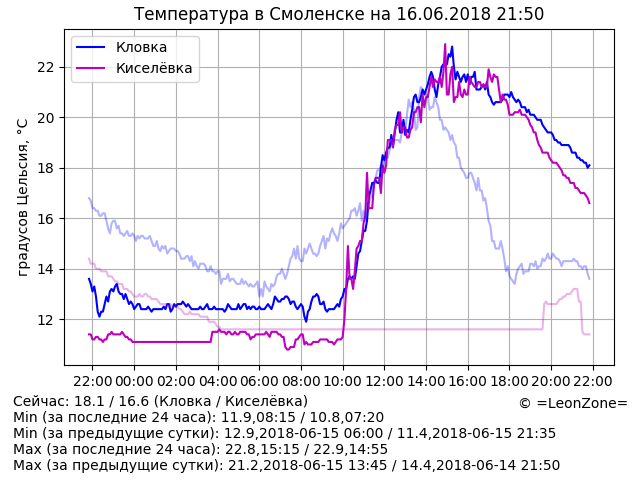 Температура в Смоленске на 16.06.2018 21:50
Кловка
Киселёвка
градусов Цельсия, °C
22
20
18
16
14
12
22:00 00:00 02:00 04:00 06:00 08:00 10:00 12:00 14:00 16:00 18:00 20:00 22:00
Сейчас: 18.1 / 16.6 (Кловка / Киселёвка)
© =LeonZone=
Min (за последние 24 часа): 11.9,08:15 / 10.8,07:20
Min (за предыдущие сутки): 12.9,2018-06-15 06:00 / 11.4,2018-06-15 21:35
Max (за последние 24 часа): 22.8,15:15 / 22.9,14:55
Max (за предыдущие сутки): 21.2,2018-06-15 13:45 / 14.4,2018-06-14 21:50